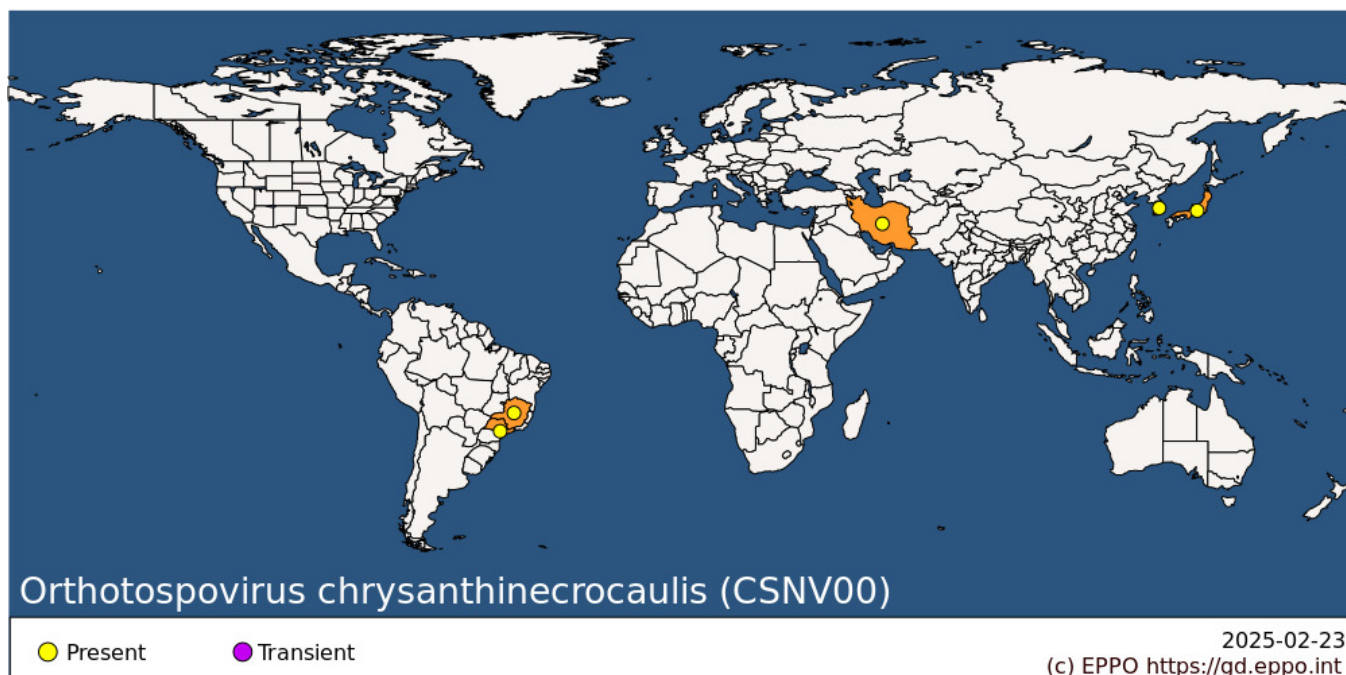 Orthotospovirus chrysanthinecrocaulis (CSNV00)
Present
Transient
2025-02-23
(c) EPPO https://gd.eppo.int